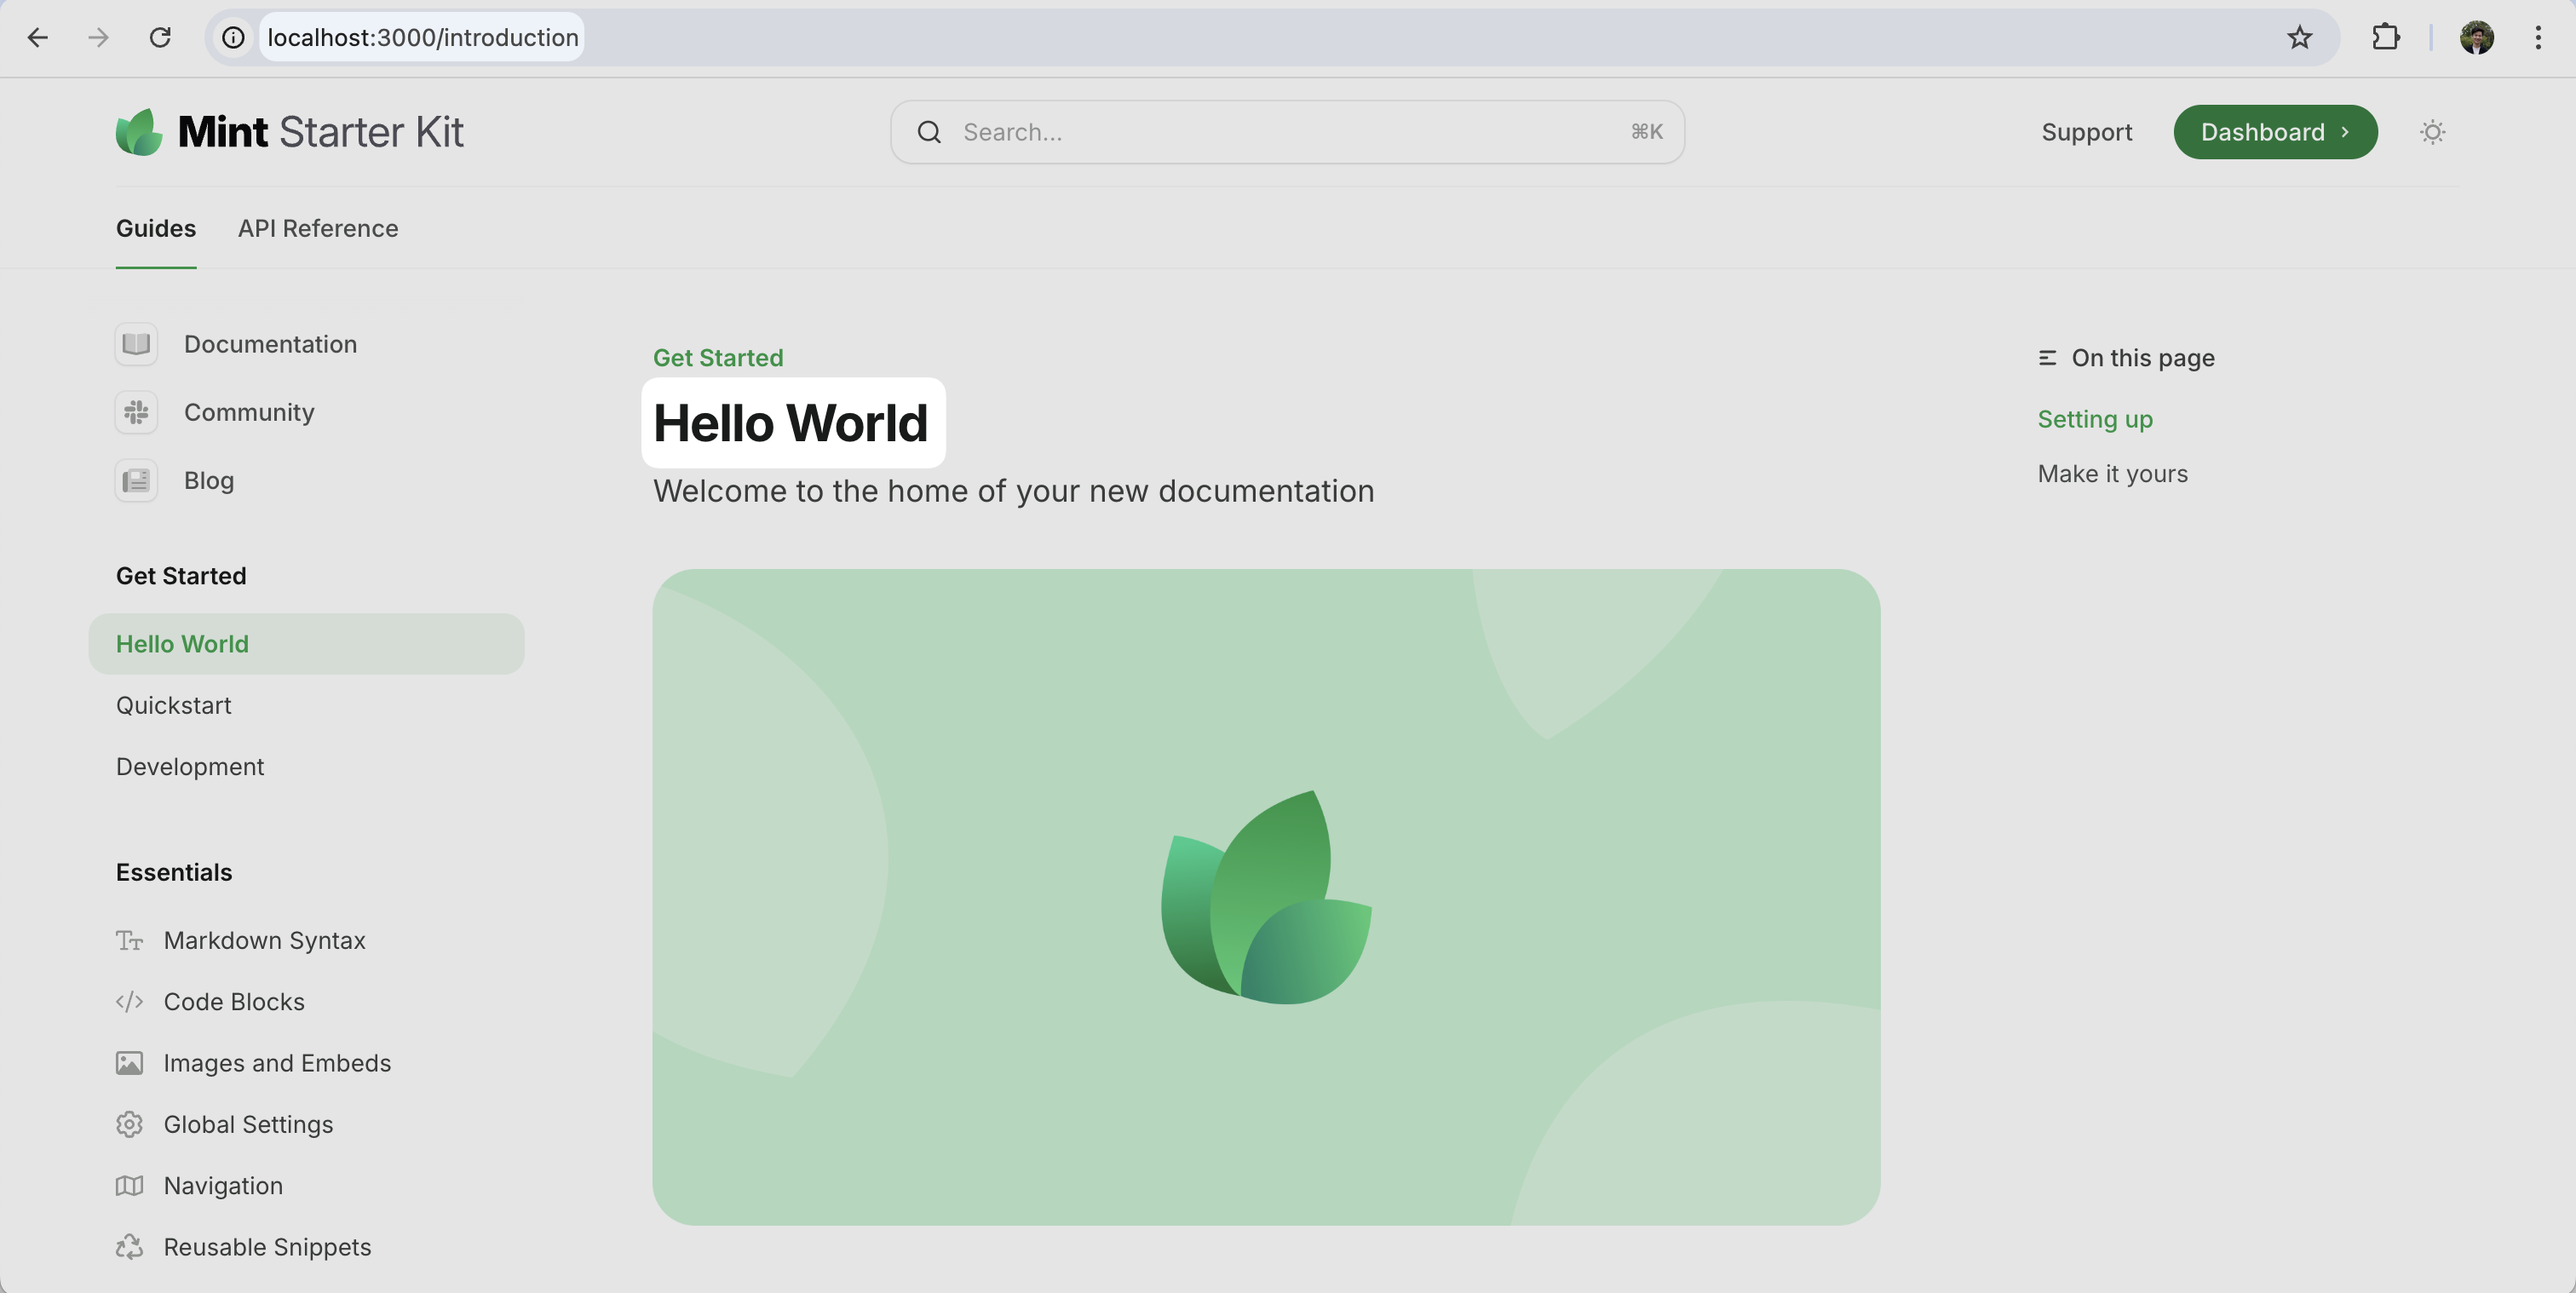 localhost:3000/introduction
Mint Starter Kit
Search...
⌘K
Support
Dashboard
Guides
API Reference
Documentation
Community
Blog
Get Started
Hello World
Quickstart
Development
Essentials
Markdown Syntax
Code Blocks
Images and Embeds
Global Settings
Navigation
Reusable Snippets
Get Started
Hello World
Welcome to the home of your new documentation
On this page
Setting up
Make it yours